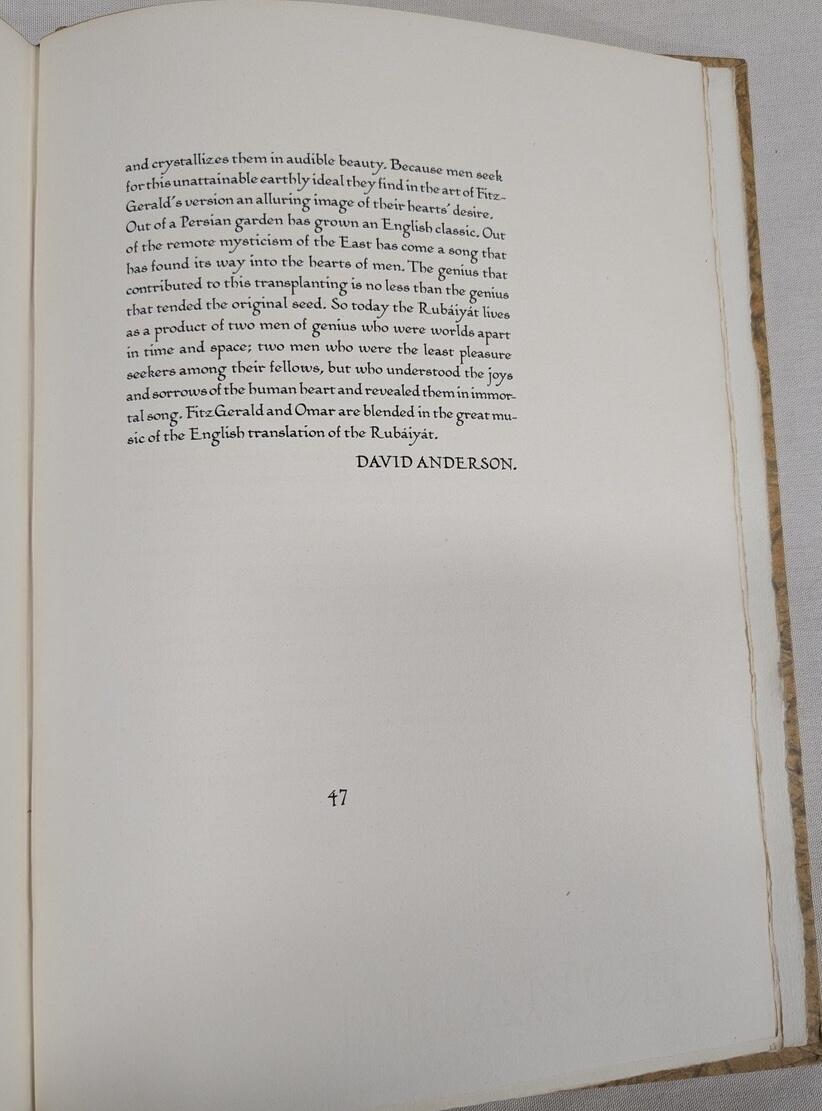 and crystallizes them in audible beauty. Because men seek
for this unattainable earthly ideal they find in the art of Fitz-
Gerald's version an alluring image of their hearts' desire.
Out of a Persian garden has grown an English classic. Out
of the remote mysticism of the East has come a song that
has found its way into the hearts of men. The genius that
contributed to this transplanting is no less than the genius
that tended the original seed. So today the Rubáiyát lives
as a product of two men of genius who were worlds apart
in time and space; two men who were the least pleasure
seekers among their fellows, but who understood the joys
and sorrows of the human heart and revealed them in immor-
tal song. FitzGerald and Omar are blended in the great mu-
sic of the English translation of the Rubáiyát.
DAVID ANDERSON.
47